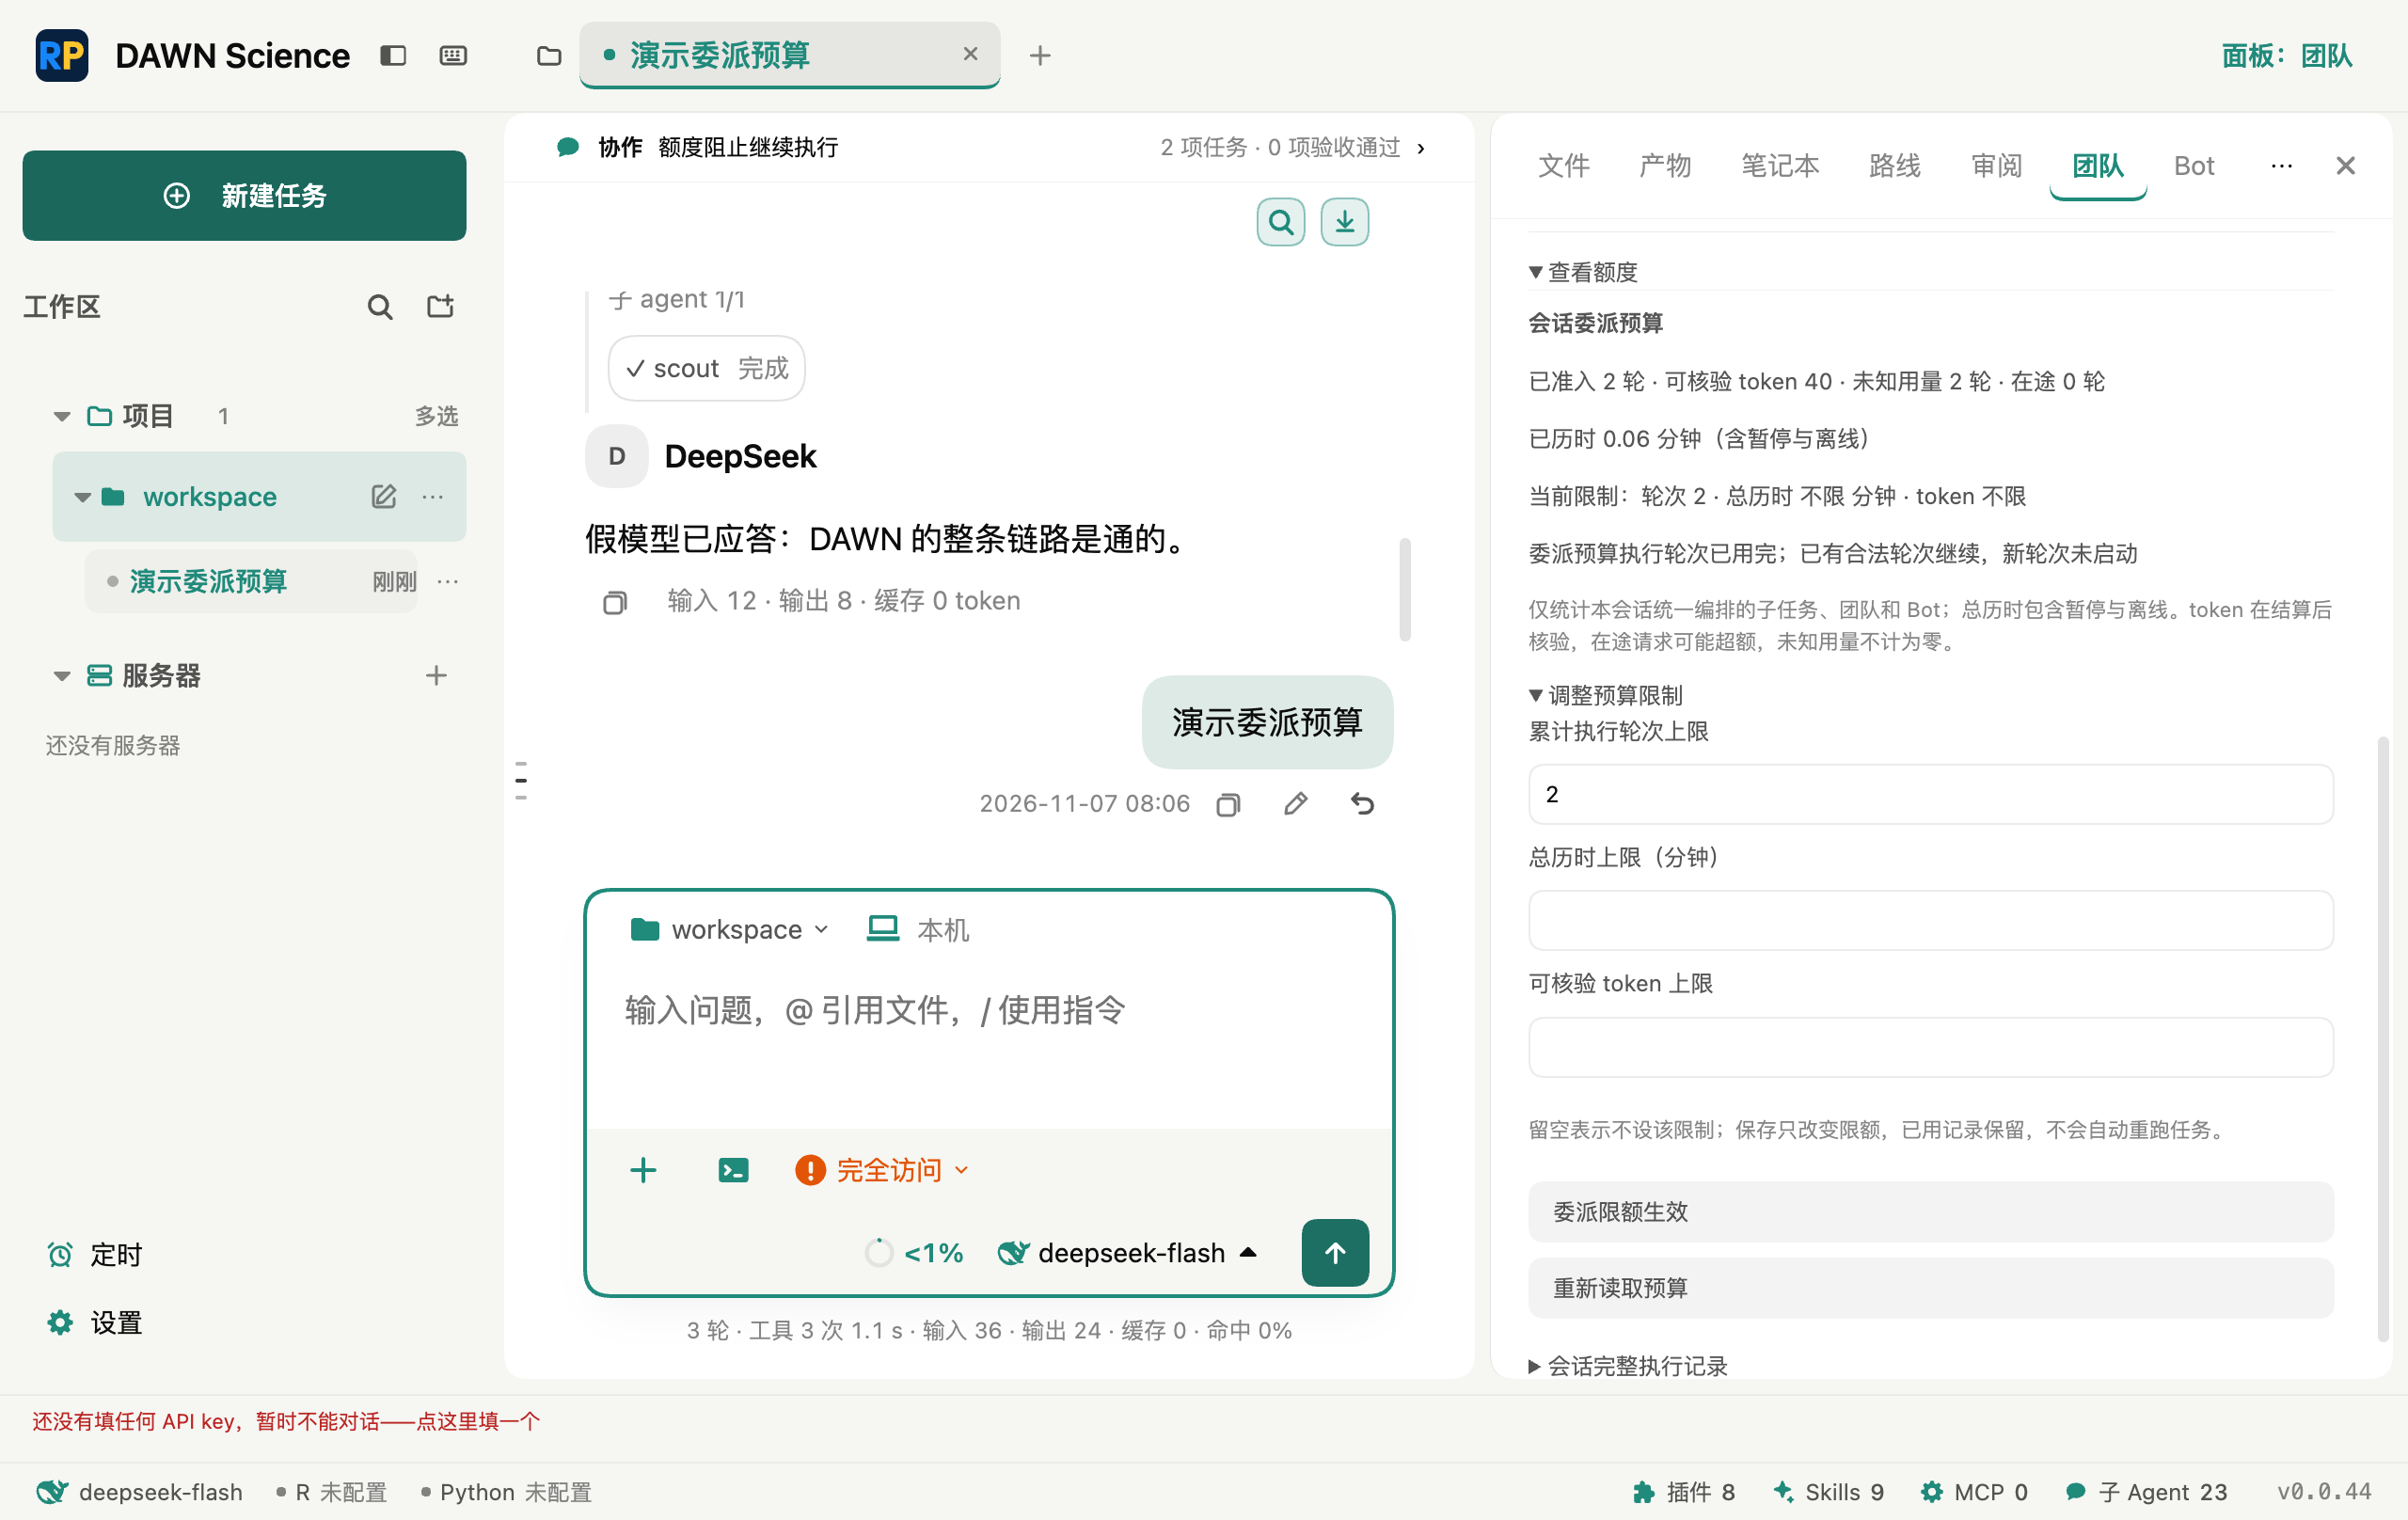 RP DAWN Science
演示委派预算
面板：团队
新建任务
工作区
项目 1 多选
workspace
演示委派预算 刚刚 ···
服务器
还没有服务器
定时
设置
协作 额度阻止继续执行
2 项任务 · 0 项验收通过 ›
子 agent 1/1
✓ scout 完成
D DeepSeek
假模型已应答：DAWN 的整条链路是通的。
输入 12 · 输出 8 · 缓存 0 token
演示委派预算
2026-11-07 08:06
workspace 本机
输入问题，@ 引用文件，/ 使用指令
完全访问
<1% deepseek-flash
3 轮 · 工具 3 次 1.1 s · 输入 36 · 输出 24 · 缓存 0 · 命中 0%
文件 产物 笔记本 路线 审阅 团队 Bot ···
查看额度
会话委派预算
已准入 2 轮 · 可核验 token 40 · 未知用量 2 轮 · 在途 0 轮
已历时 0.06 分钟（含暂停与离线）
当前限制：轮次 2 · 总历时 不限 分钟 · token 不限
委派预算执行轮次已用完；已有合法轮次继续，新轮次未启动
仅统计本会话统一编排的子任务、团队和 Bot；总历时包含暂停与离线。token 在结算后
核验，在途请求可能超额，未知用量不计为零。
调整预算限制
累计执行轮次上限
2
总历时上限（分钟）
可核验 token 上限
留空表示不设该限制；保存只改变限额，已用记录保留，不会自动重跑任务。
委派限额生效
重新读取预算
会话完整执行记录
还没有填任何 API key，暂时不能对话——点这里填一个
deepseek-flash R 未配置 Python 未配置
插件 8 Skills 9 MCP 0 子 Agent 23 v0.0.44